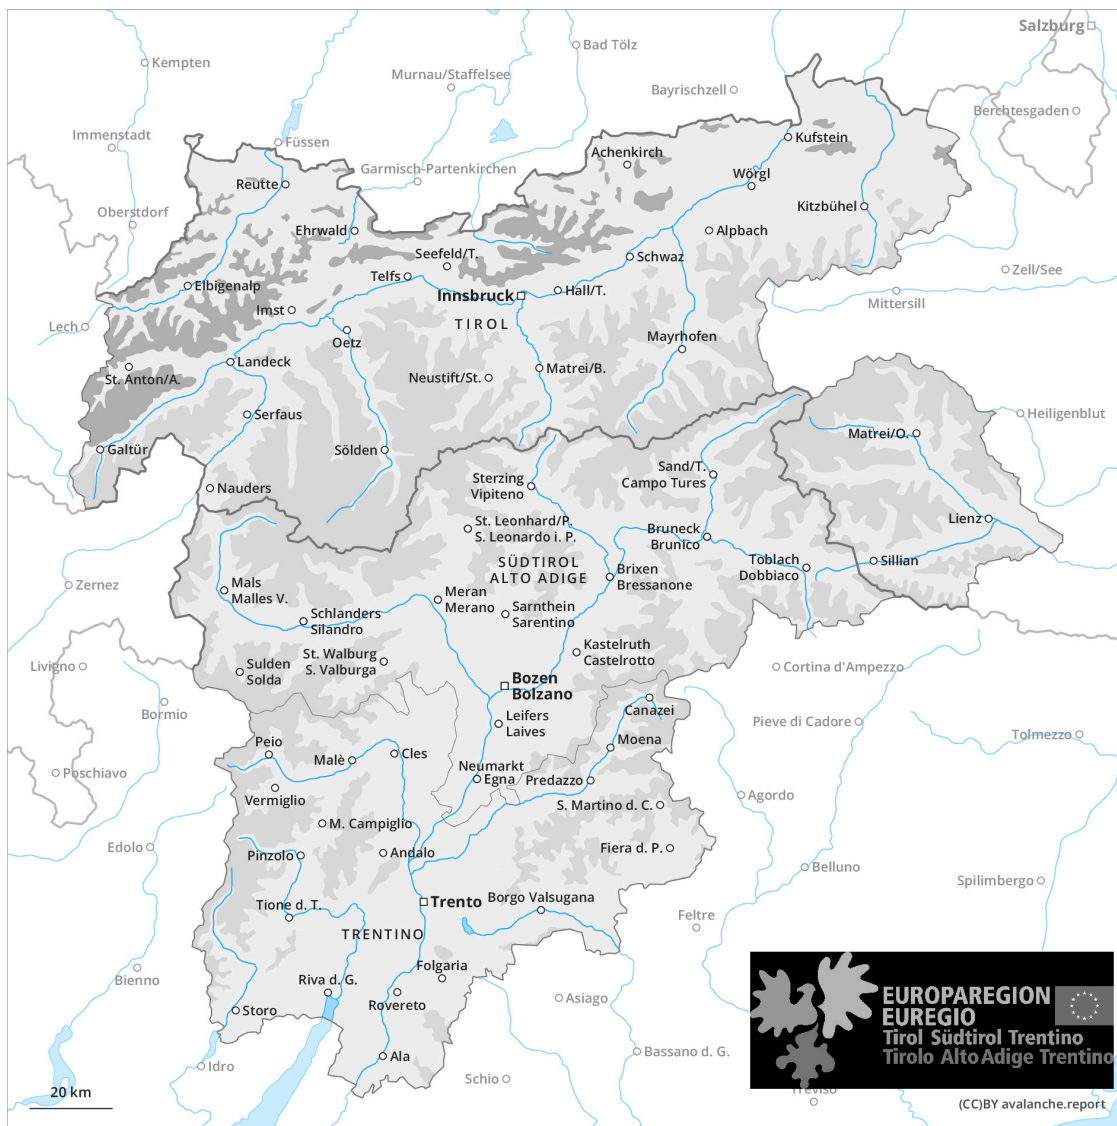 Salzburg
Bad Tölz
Kempten
Murnau/Staffelsee
Bayrischzell
Berchtesgaden
Immenstadt
Füssen
Kufstein
Achenkirch
Garmisch-Partenkirchen
Wörgl
Reutte
Kitzbühel
Oberstdorf
Ehrwald
Alpbach
Seefeld/T.
Schwaz
Telfs
Zell/See
Elbigenalp
Hall/T.
Innsbruck
Mittersill
Imst
TIROL
Lech
Oetz
Mayrhofen
Landeck
Matrei/B.
St. Anton/A.
Neustift/St.
Serfaus
Heiligenblut
Matrei/O.
Galtür
Sölden
Sand/T.
Campo Tures
Sterzing
Vipiteno
Nauders
St. Leonhard/P.
S. Leonardo i. P.
Lienz
Bruneck
Brunico
SÜDTIROL
ALTO ADIGE
Toblach
Dobbiaco
Sillian
Brixen
Bressanone
Zernez
Mals
Malles V.
Meran
Merano
Schlanders
Silandro
Sarnthein
Sarentino
Kastelruth
Castelrotto
St. Walburg
S. Valburga
Livigno
Sulden
Solda
Cortina d'Ampezzo
Bozen
Bolzano
Bormio
Canazei
Leifers
Laives
Pieve di Cadore
Tolmezzo
Moena
Peio
Cles
Malè
Poschiavo
Neumarkt
Egna
Predazzo
Vermiglio
Agordo
S. Martino d. C.
M. Campiglio
Edolo
Fiera d. P.
Pinzolo
Andalo
Belluno
Spilimbergo
Borgo Valsugana
Trento
Tione d. T.
Feltre
TRENTINO
Bienno
Folgaria
Riva d. G.
Rovereto
Asiago
Storo
EUROPAREGION
EUREGIO
Tirol Südtirol Trentino
Tirolo Alto Adige Trentino
Ala
Bassano d. G.
Idro
Schio
Treviso
20 km
(CC)BY avalanche.report